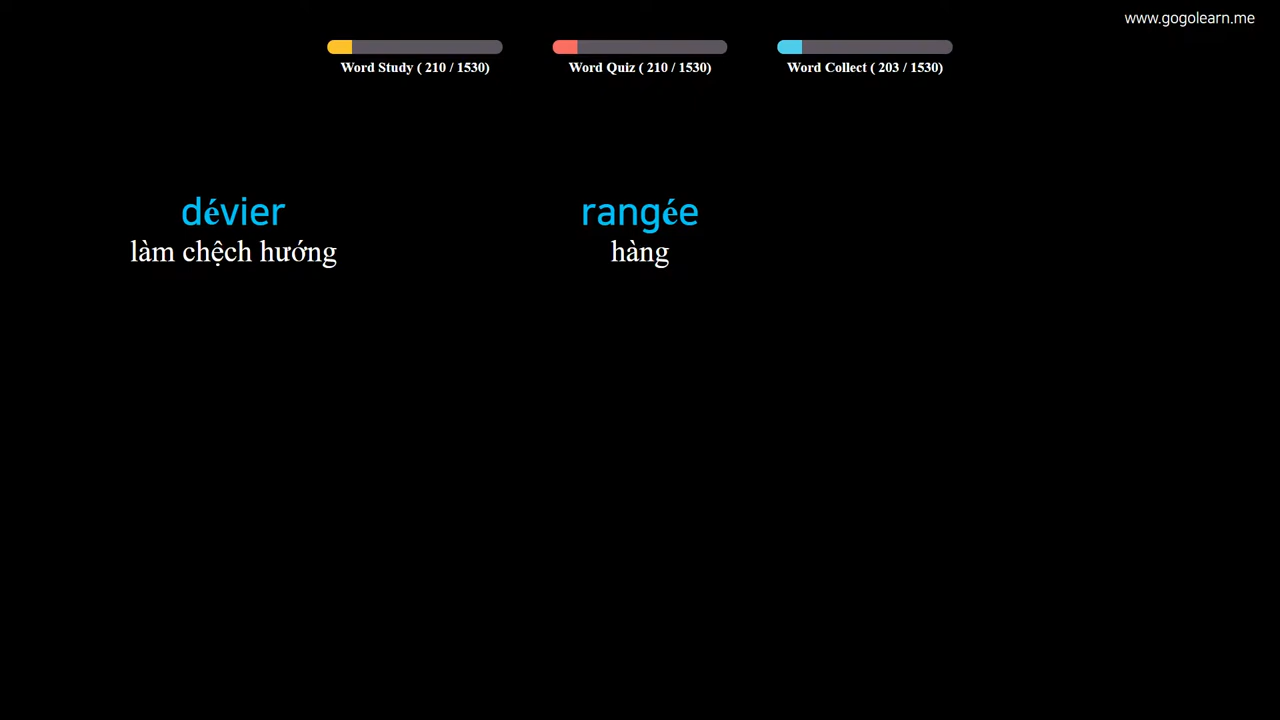 www.gogolearn.me
Word Study ( 210 / 1530)
Word Quiz ( 210 / 1530)
Word Collect ( 203 / 1530)
dévier
làm chệch hướng
rangée
hàng